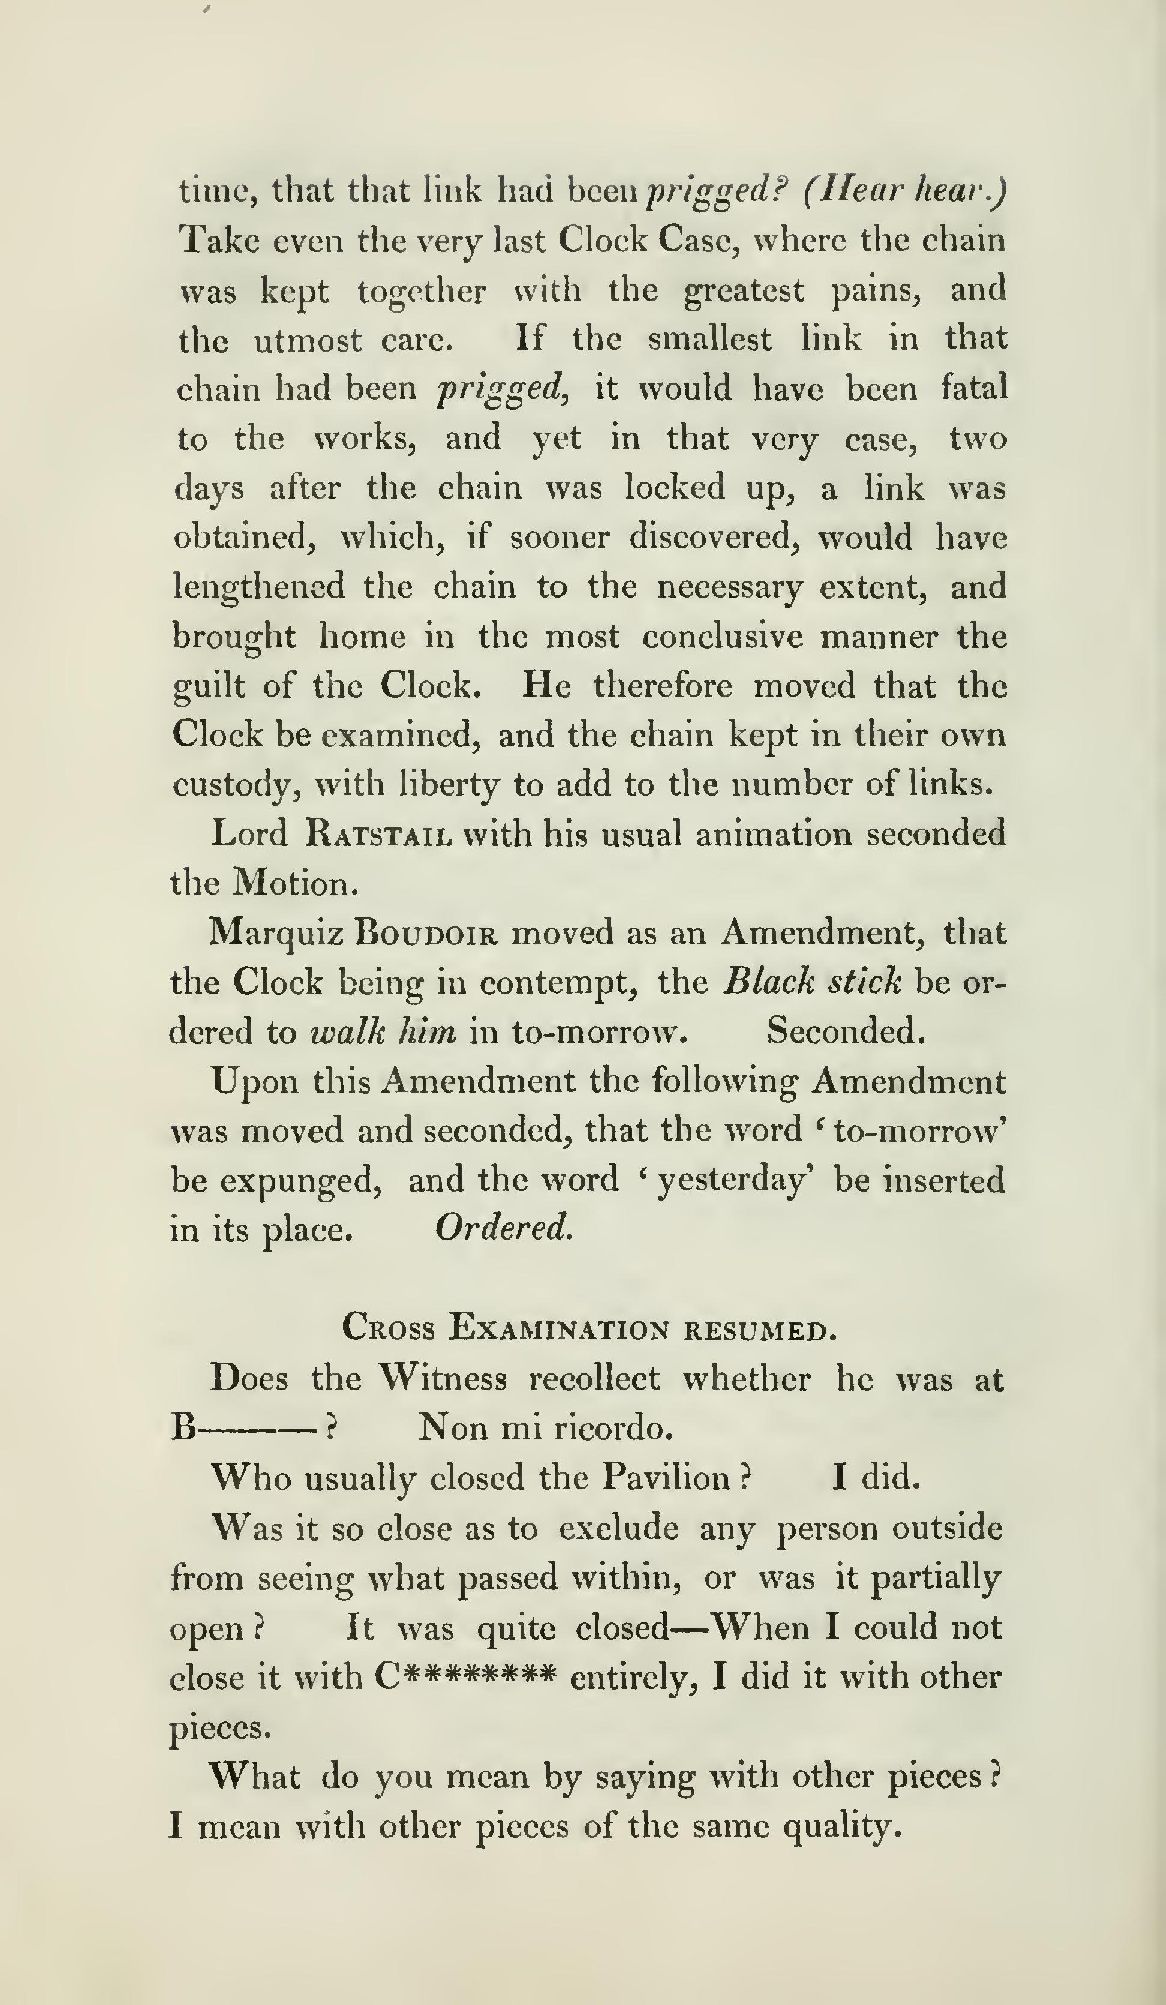 time, that that link had been prigged? (Hear hear.)
Take even the very last Clock Case, where the chain
was kept together with the greatest pains, and
the utmost care. If the smallest link in that
chain had been prigged, it would have been fatal
to the works, and yet in that very case, two
days after the chain was locked up, a link was
obtained, which, if sooner discovered, would have
lengthened the chain to the necessary extent, and
brought home in the most conclusive manner the
guilt of the Clock. He therefore moved that the
Clock be examined, and the chain kept in their own
custody, with liberty to add to the number of links.
Lord RATSTAIL with his usual animation seconded
the Motion.
Marquiz BOUDOIR moved as an Amendment, that
the Clock being in contempt, the Black stick be or-
dered to walk him in to-morrow. Seconded.
Upon this Amendment the following Amendment
was moved and seconded, that the word ‘to-morrow’
be expunged, and the word ‘yesterday’ be inserted
in its place. Ordered.
CROSS EXAMINATION RESUMED.
Does the Witness recollect whether he was at
B———? Non mi ricordo.
Who usually closed the Pavilion? I did.
Was it so close as to exclude any person outside
from seeing what passed within, or was it partially
open? It was quite closed—When I could not
close it with C******** entirely, I did it with other
pieces.
What do you mean by saying with other pieces?
I mean with other pieces of the same quality.